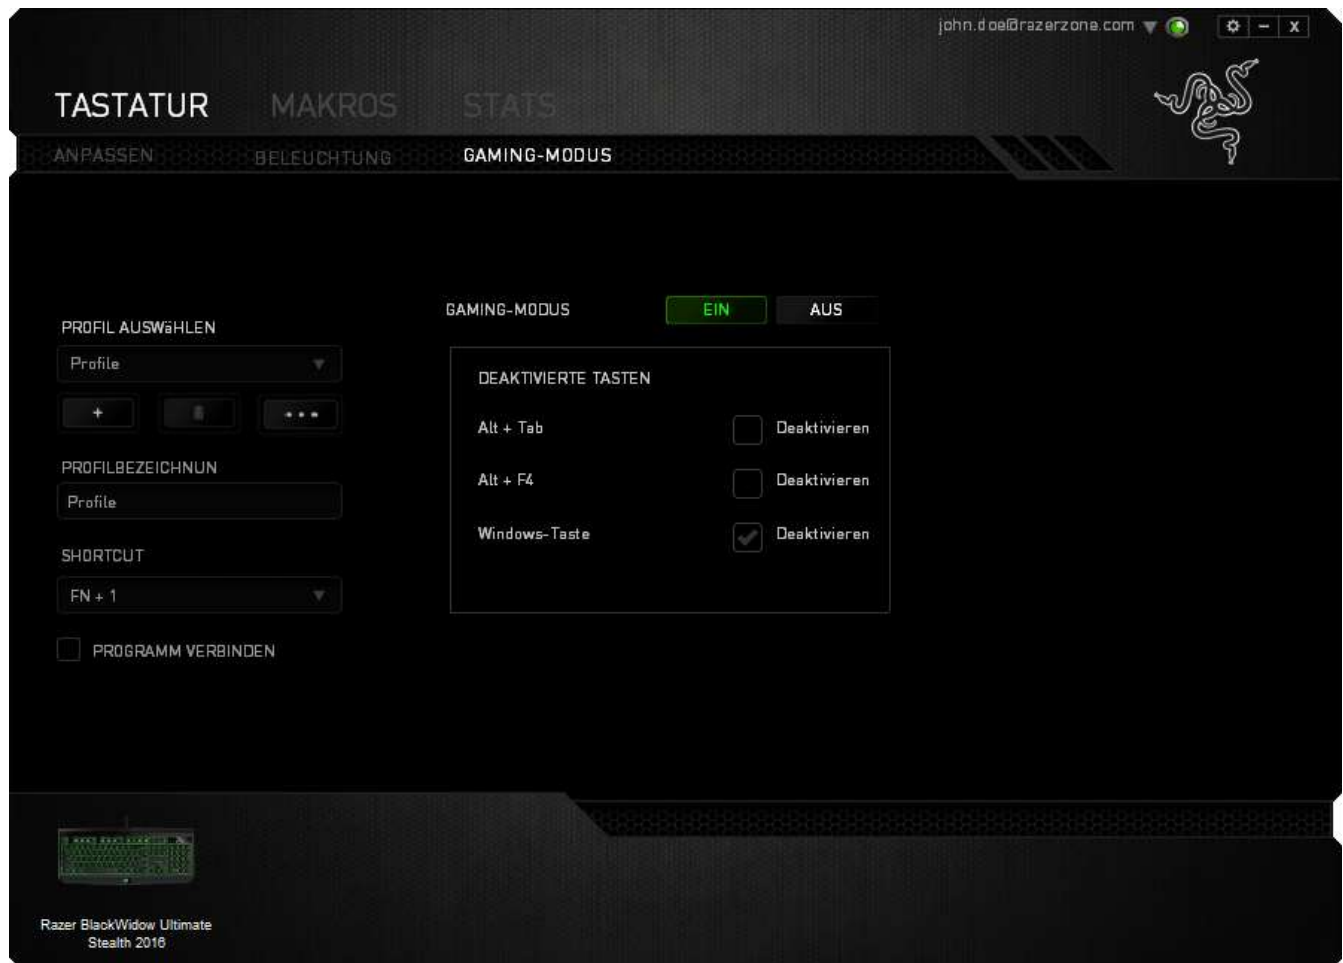 john.doe@razerzone.com
TASTATUR MAKROS STATS
ANPASSEN BELEUCHTUNG GAMING-MODUS
GAMING-MODUS EIN AUS
PROFIL AUSWäHLEN
Profile
DEAKTIVIERTE TASTEN
Alt + Tab Deaktivieren
PROFILBEZEICHNUN
Profile
Alt + F4 Deaktivieren
Windows-Taste Deaktivieren
SHORTCUT
FN + 1
PROGRAMM VERBINDEN
Razer BlackWidow Ultimate
Stealth 2016